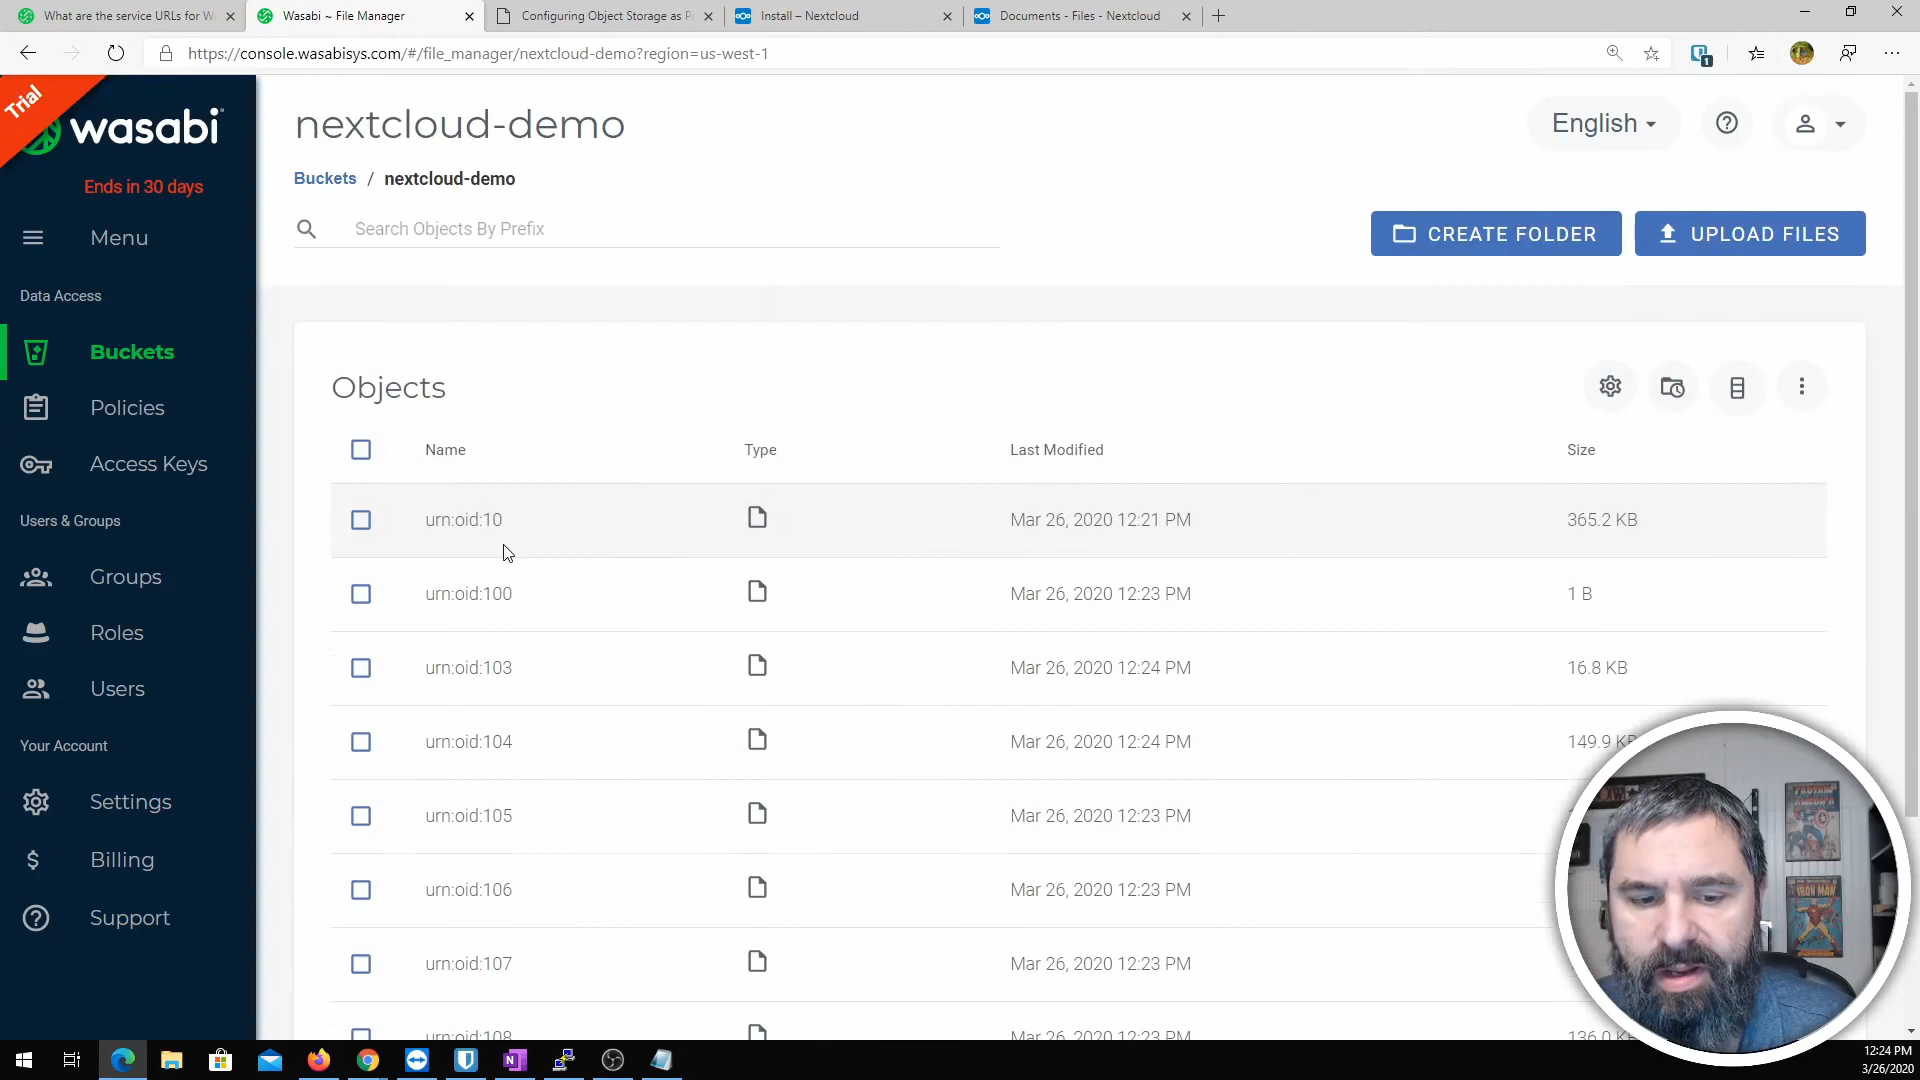 What are the service URLs for W
Wasabi ~ File Manager
Configuring Object Storage as P
Install – Nextcloud
Documents - Files - Nextcloud
https://console.wasabisys.com/#/file_manager/nextcloud-demo?region=us-west-1
1
Trial
wasabi
Ends in 30 days
Menu
Data Access
Buckets
Policies
Access Keys
Users & Groups
Groups
Roles
Users
Your Account
Settings
Billing
Support
nextcloud-demo
English
Buckets / nextcloud-demo
Search Objects By Prefix
CREATE FOLDER
UPLOAD FILES
Objects
Name Type Last Modified Size
urn:oid:10 Mar 26, 2020 12:21 PM 365.2 KB
urn:oid:100 Mar 26, 2020 12:23 PM 1 B
urn:oid:103 Mar 26, 2020 12:24 PM 16.8 KB
urn:oid:104 Mar 26, 2020 12:24 PM 149.9 KB
urn:oid:105 Mar 26, 2020 12:23 PM
urn:oid:106 Mar 26, 2020 12:23 PM
urn:oid:107 Mar 26, 2020 12:23 PM
urn:oid:108 Mar 26, 2020 12:23 PM 136.0 KB
CAPTAIN AMERICA
IRON MAN
12:24 PM
3/26/2020